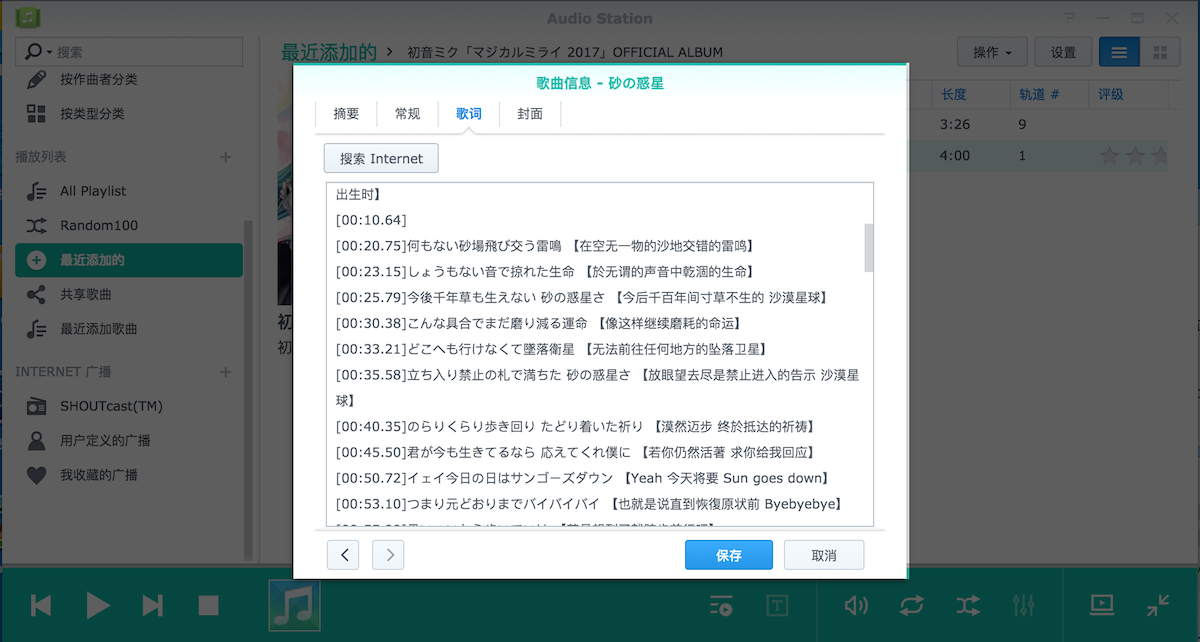 Audio Station
搜索
按作曲者分类
按类型分类
播放列表
All Playlist
Random100
最近添加的
共享歌曲
最近添加歌曲
INTERNET 广播
SHOUTcast(TM)
用户定义的广播
我收藏的广播
最近添加的 > 初音ミク「マジカルミライ 2017」OFFICIAL ALBUM
操作
设置
长度 轨道 # 评级
3:26 9
4:00 1
初
初
歌曲信息 - 砂の惑星
摘要 常规 歌词 封面
搜索 Internet
出生时】
[00:10.64]
[00:20.75]何もない砂場飛び交う雷鳴 【在空无一物的沙地交错的雷鸣】
[00:23.15]しょうもない音で掠れた生命 【於无谓的声音中乾涸的生命】
[00:25.79]今後千年草も生えない 砂の惑星さ 【今后千百年间寸草不生的 沙漠星球】
[00:30.38]こんな具合でまだ磨り減る運命 【像这样继续磨耗的命运】
[00:33.21]どこへも行けなくて墜落衛星 【无法前往任何地方的坠落卫星】
[00:35.58]立ち入り禁止の札で満ちた 砂の惑星さ 【放眼望去尽是禁止进入的告示 沙漠星
球】
[00:40.35]のらりくらり歩き回り たどり着いた祈り 【漠然迈步 终於抵达的祈祷】
[00:45.50]君が今も生きてるなら 応えてくれ僕に 【若你仍然活著 求你给我回应】
[00:50.72]イェイ今日の日はサンゴーズダウン 【Yeah 今天将要 Sun goes down】
[00:53.10]つまり元どおりまでバイバイバイ 【也就是说直到恢復原状前 Byebyebye】
保存
取消